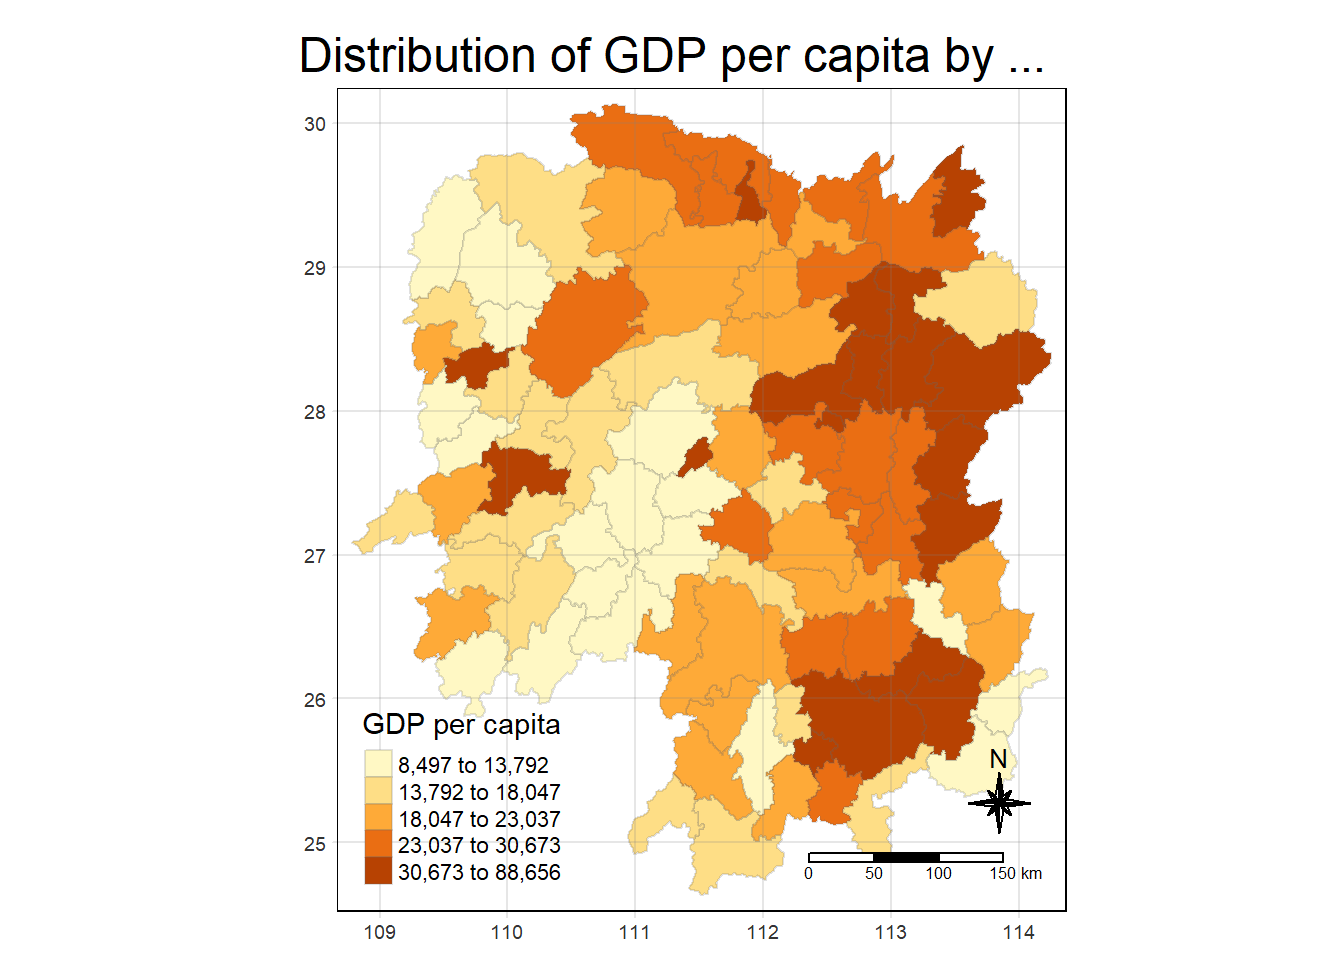 Distribution of GDP per capita by ...
30
29
28
27
26
25
GDP per capita
8,497 to 13,792
13,792 to 18,047
18,047 to 23,037
23,037 to 30,673
30,673 to 88,656
N
0 50 100 150 km
109 110 111 112 113 114